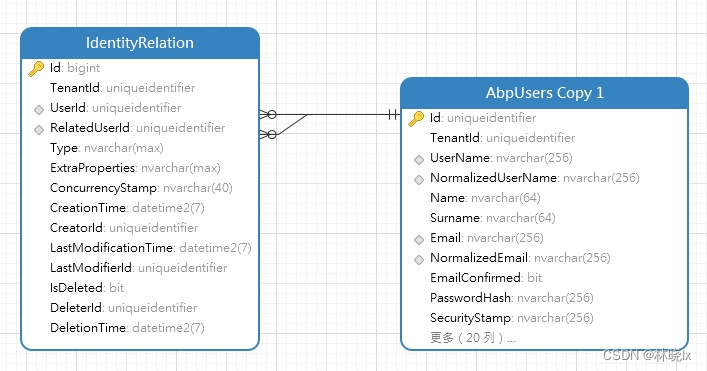 IdentityRelation
Id: bigint
TenantId: uniqueidentifier
UserId: uniqueidentifier
RelatedUserId: uniqueidentifier
Type: nvarchar(max)
ExtraProperties: nvarchar(max)
ConcurrencyStamp: nvarchar(40)
CreationTime: datetime2(7)
CreatorId: uniqueidentifier
LastModificationTime: datetime2(7)
LastModifierId: uniqueidentifier
IsDeleted: bit
DeleterId: uniqueidentifier
DeletionTime: datetime2(7)
AbpUsers Copy 1
Id: uniqueidentifier
TenantId: uniqueidentifier
UserName: nvarchar(256)
NormalizedUserName: nvarchar(256)
Name: nvarchar(64)
Surname: nvarchar(64)
Email: nvarchar(256)
NormalizedEmail: nvarchar(256)
EmailConfirmed: bit
PasswordHash: nvarchar(256)
SecurityStamp: nvarchar(256)
更多（20 列）...
CSDN @林晓lx